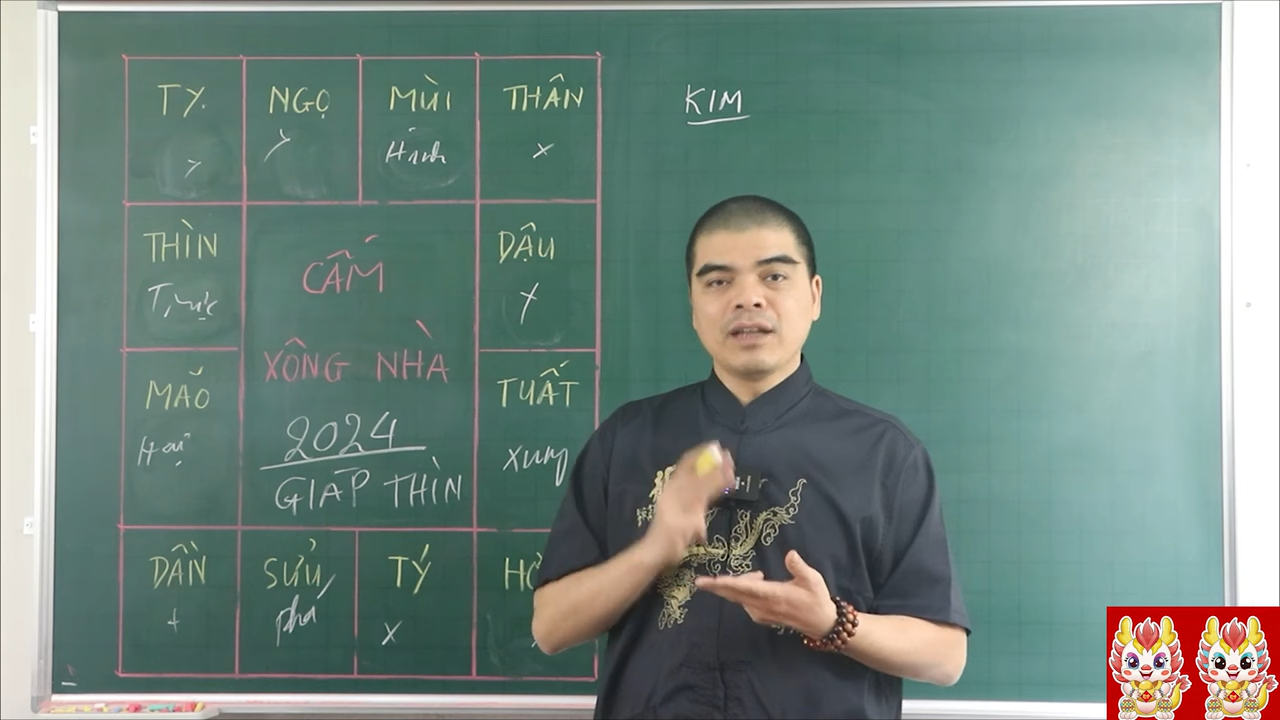 TỴ
NGỌ
MÙI
Hình
THÂN
x
THÌN
Trực
CẤM
XÔNG NHÀ
2024
GIÁP THÌN
DẬU
MÃO
Hại
TUẤT
xung
DẦN
+
SỬU
phá
TÝ
x
KIM